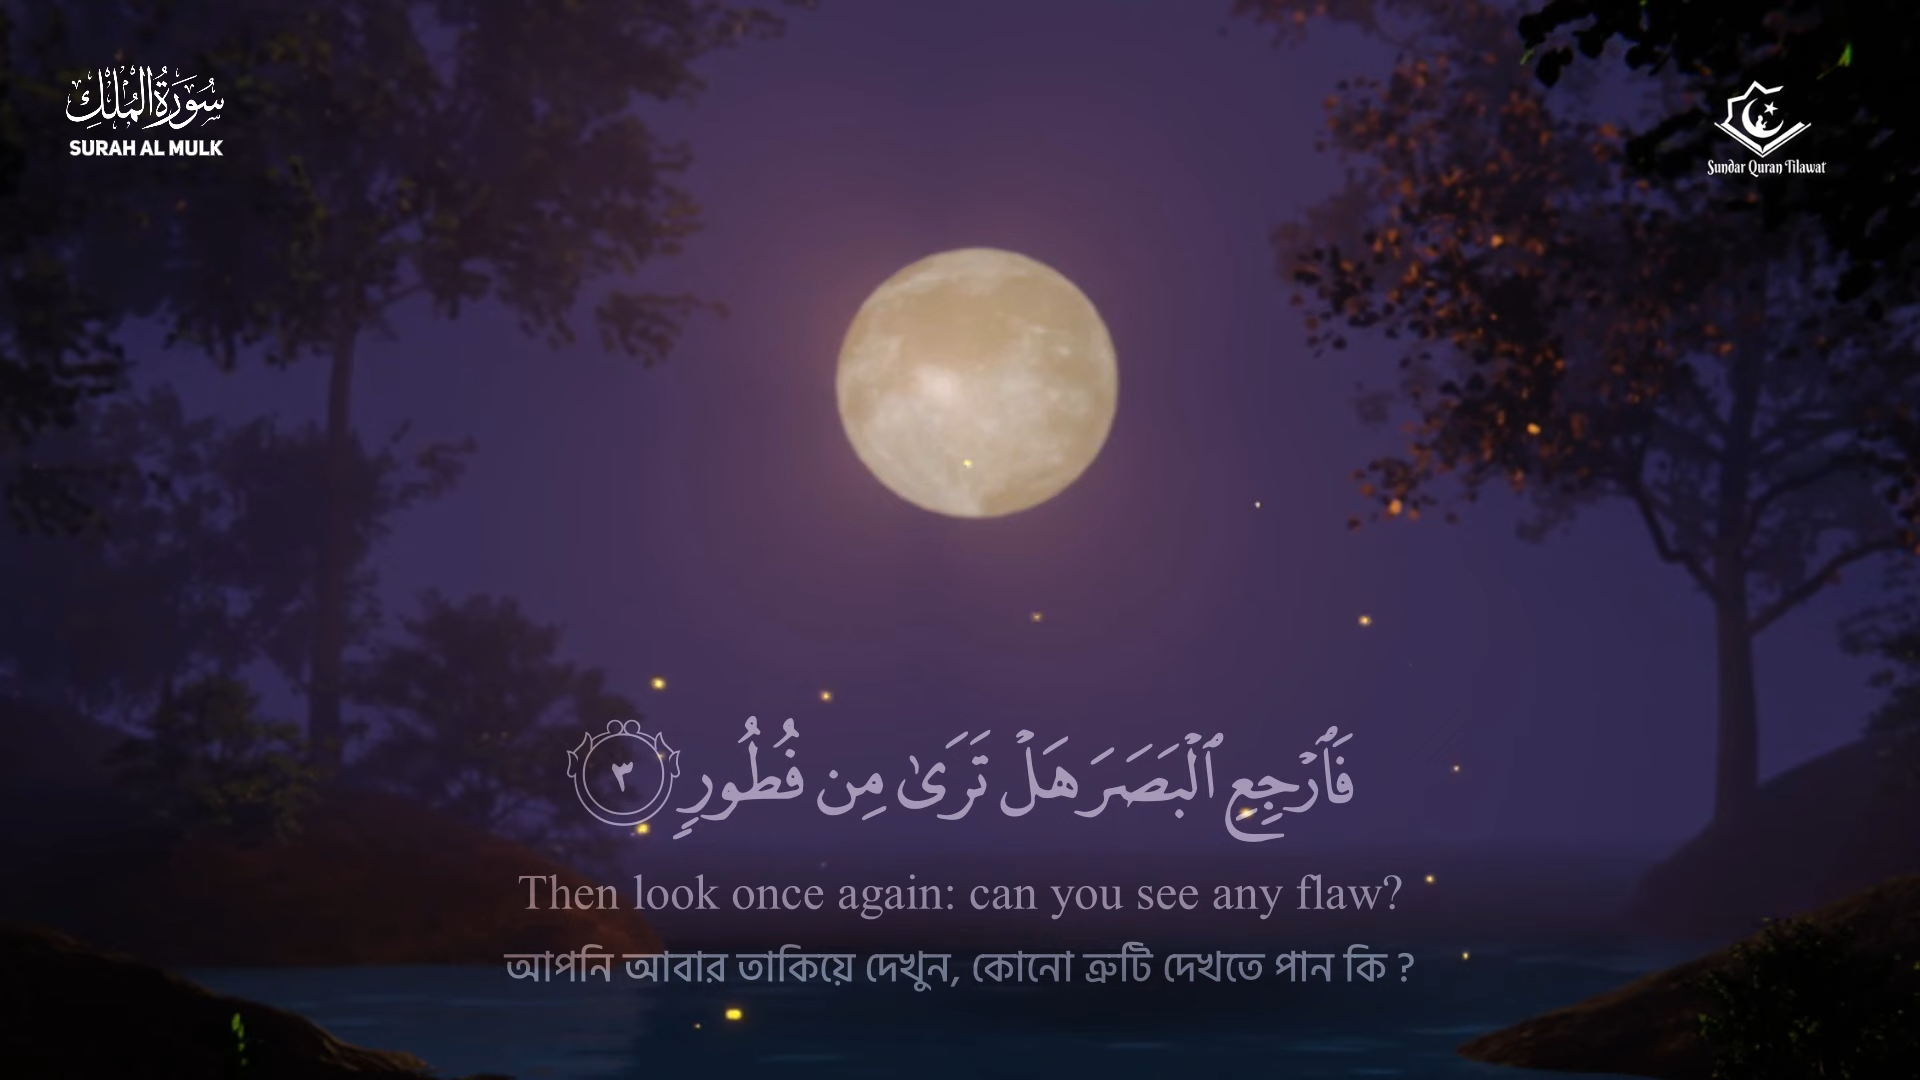 سُورَةُ الْمُلْكِ
SURAH AL MULK
Sundar Quran Tilawat
فَٱرْجِعِ ٱلْبَصَرَ هَلْ تَرَىٰ مِن فُطُورٍ ٣
Then look once again: can you see any flaw?
আপনি আবার তাকিয়ে দেখুন, কোনো ত্রুটি দেখতে পান কি ?